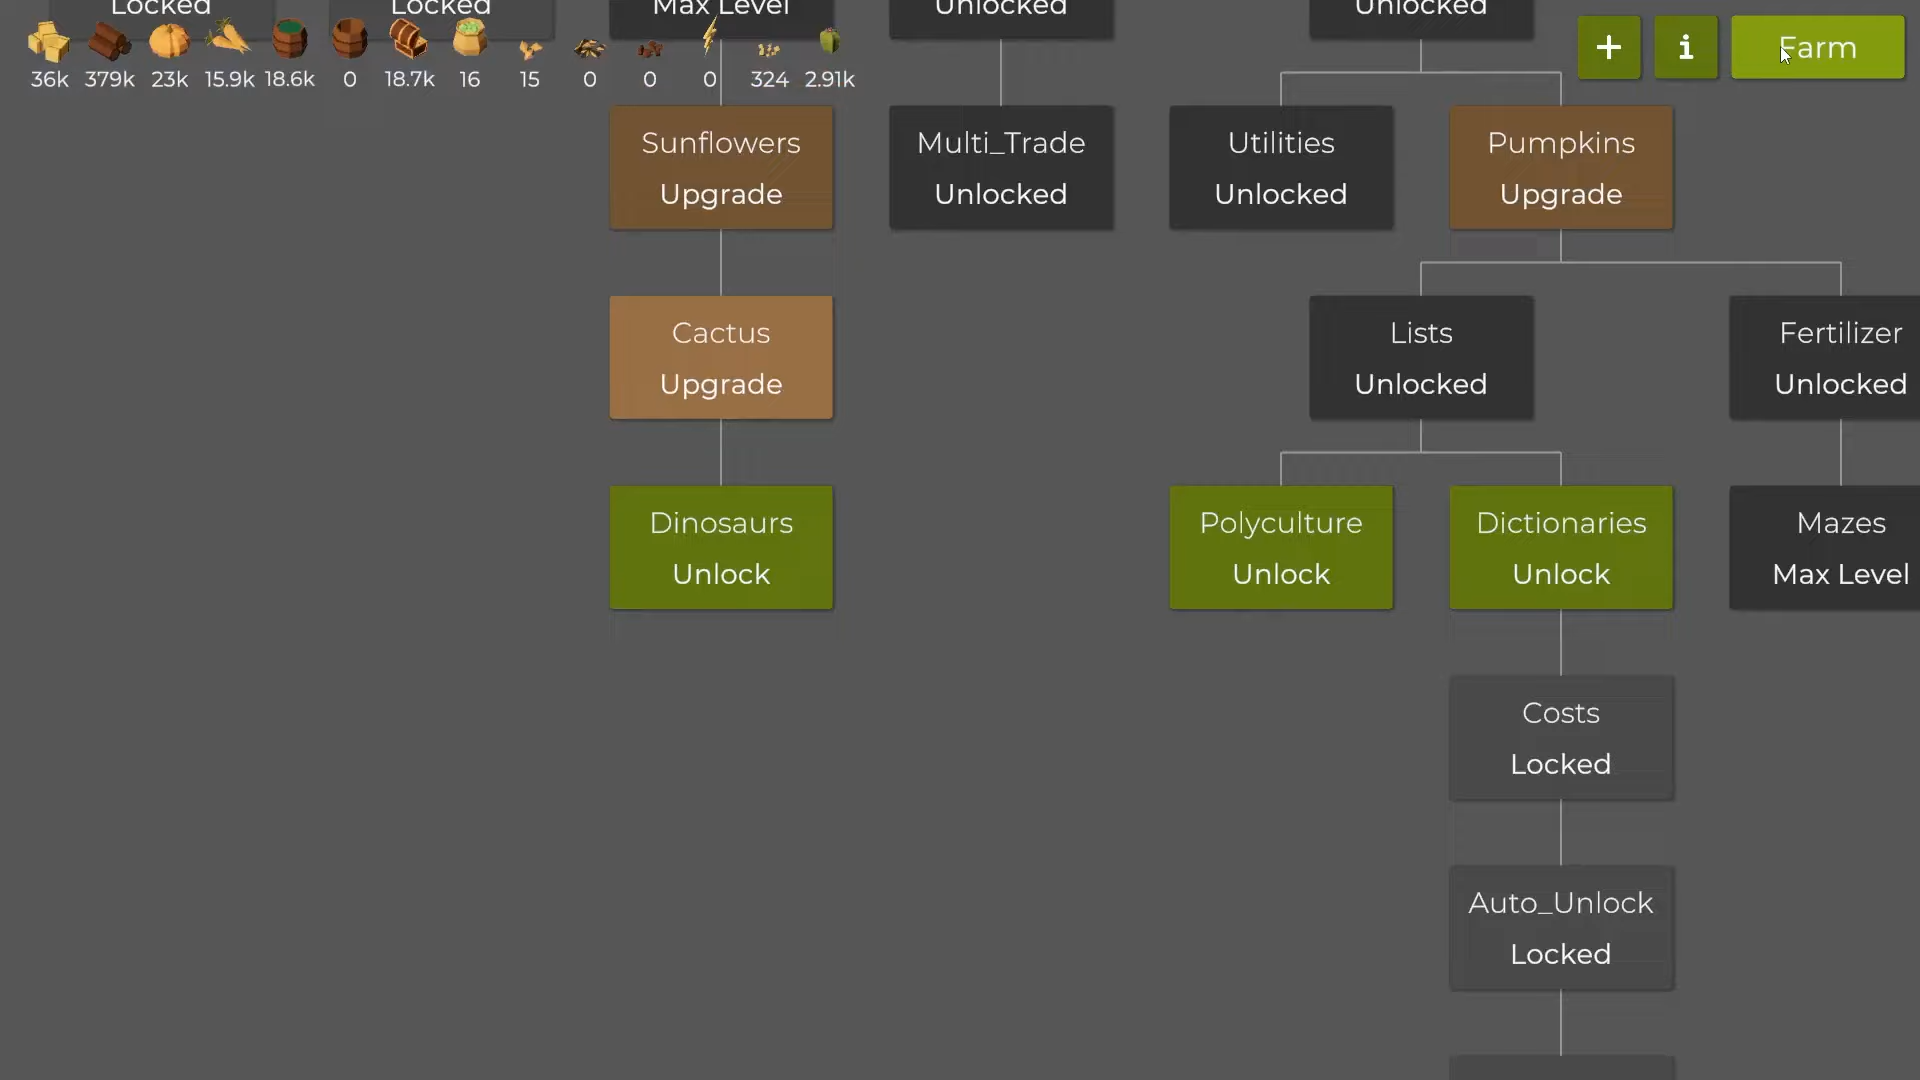 Locked
Locked
Max Level
Unlocked
Unlocked
+
i
Farm
36k
379k
23k
15.9k
18.6k
0
18.7k
16
15
0
0
0
324
2.91k
Sunflowers
Upgrade
Multi_Trade
Unlocked
Utilities
Unlocked
Pumpkins
Upgrade
Cactus
Upgrade
Lists
Unlocked
Fertilizer
Unlocked
Dinosaurs
Unlock
Polyculture
Unlock
Dictionaries
Unlock
Mazes
Max Level
Costs
Locked
Auto_Unlock
Locked